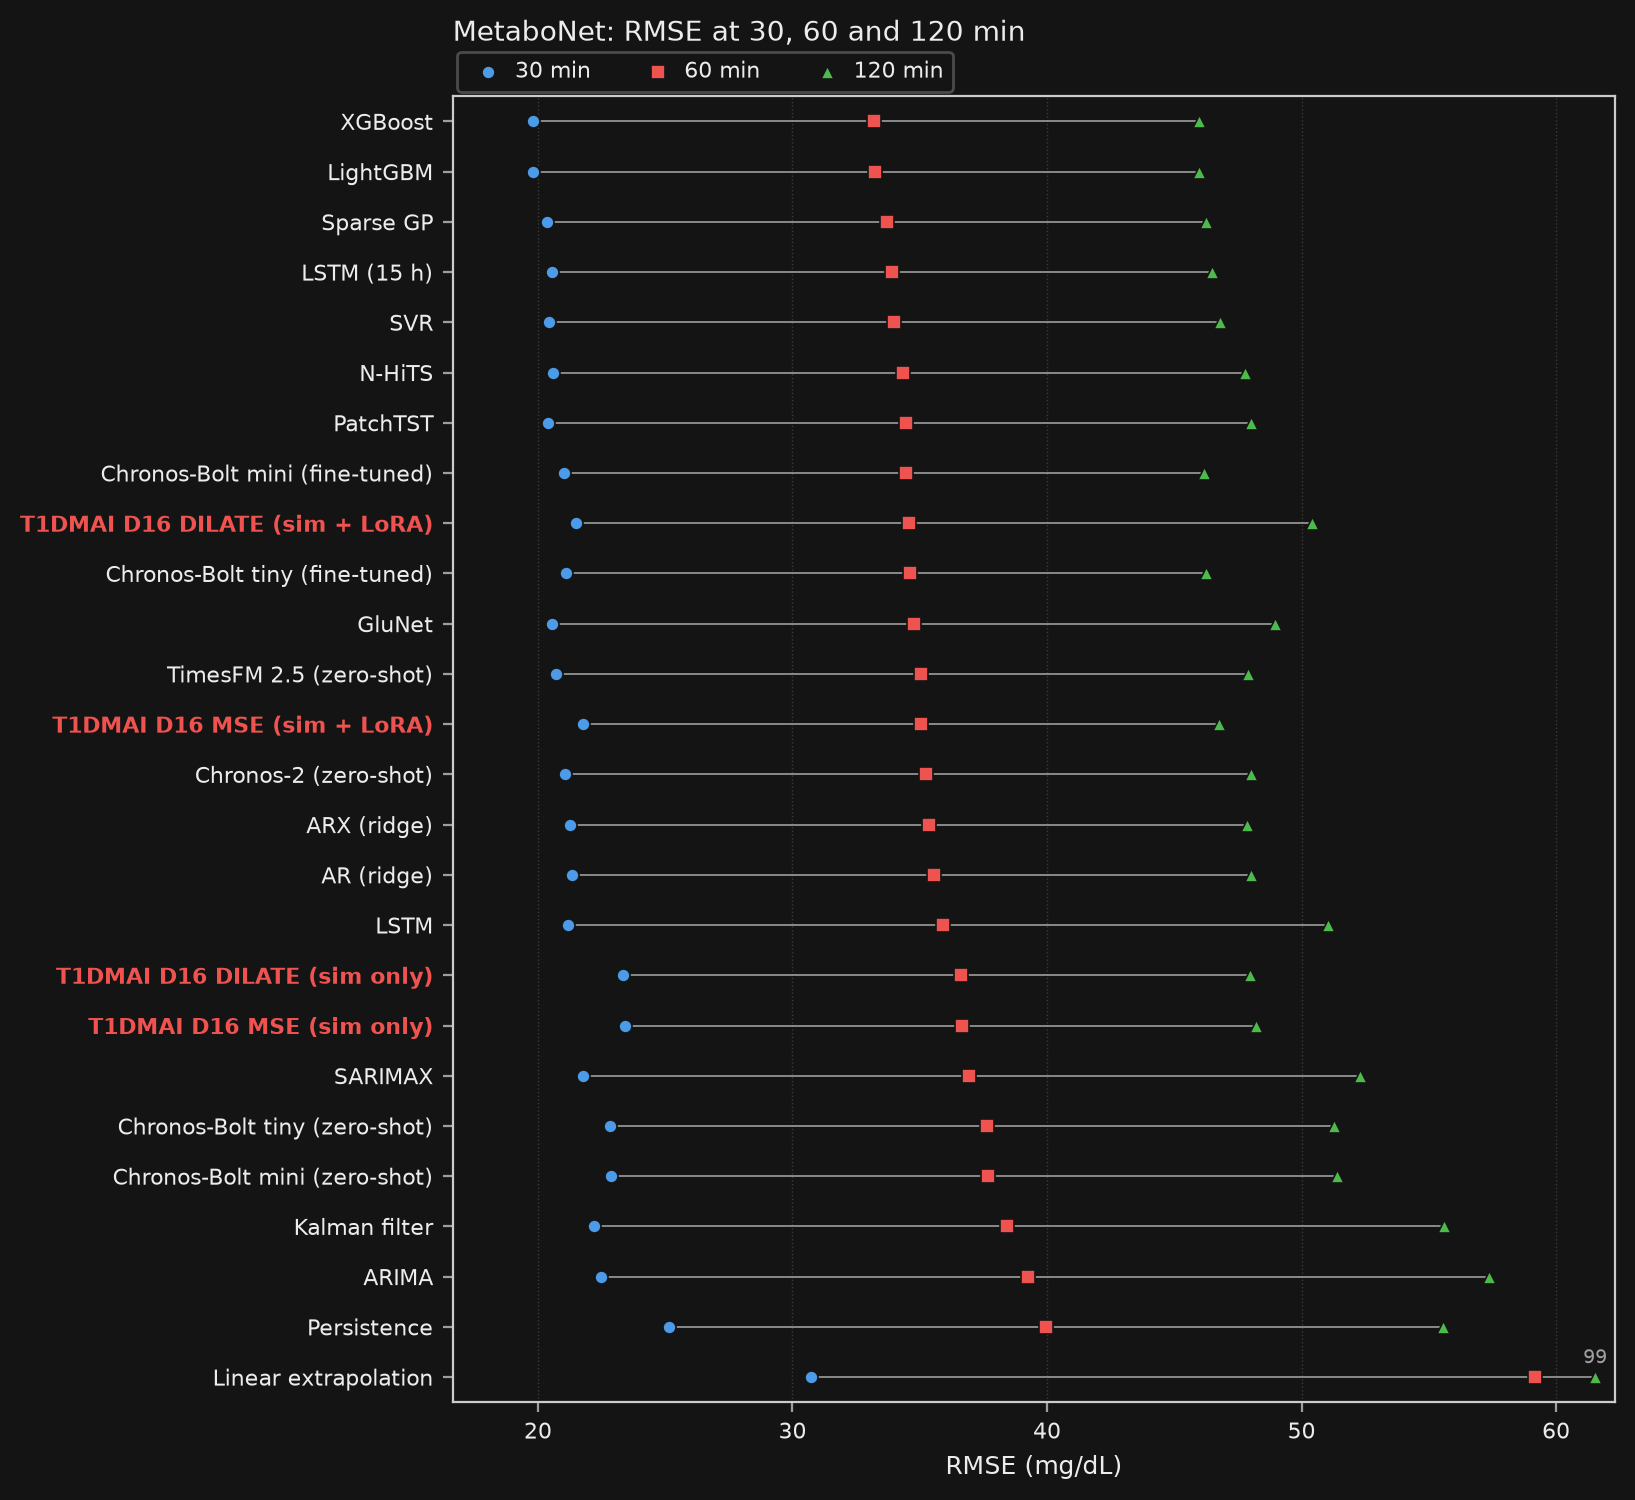 MetaboNet: RMSE at 30, 60 and 120 min
30 min 60 min 120 min
XGBoost
LightGBM
Sparse GP
LSTM (15 h)
SVR
N-HiTS
PatchTST
Chronos-Bolt mini (fine-tuned)
T1DMAI D16 DILATE (sim + LoRA)
Chronos-Bolt tiny (fine-tuned)
GluNet
TimesFM 2.5 (zero-shot)
T1DMAI D16 MSE (sim + LoRA)
Chronos-2 (zero-shot)
ARX (ridge)
AR (ridge)
LSTM
T1DMAI D16 DILATE (sim only)
T1DMAI D16 MSE (sim only)
SARIMAX
Chronos-Bolt tiny (zero-shot)
Chronos-Bolt mini (zero-shot)
Kalman filter
ARIMA
Persistence
99
Linear extrapolation
20 30 40 50 60
RMSE (mg/dL)